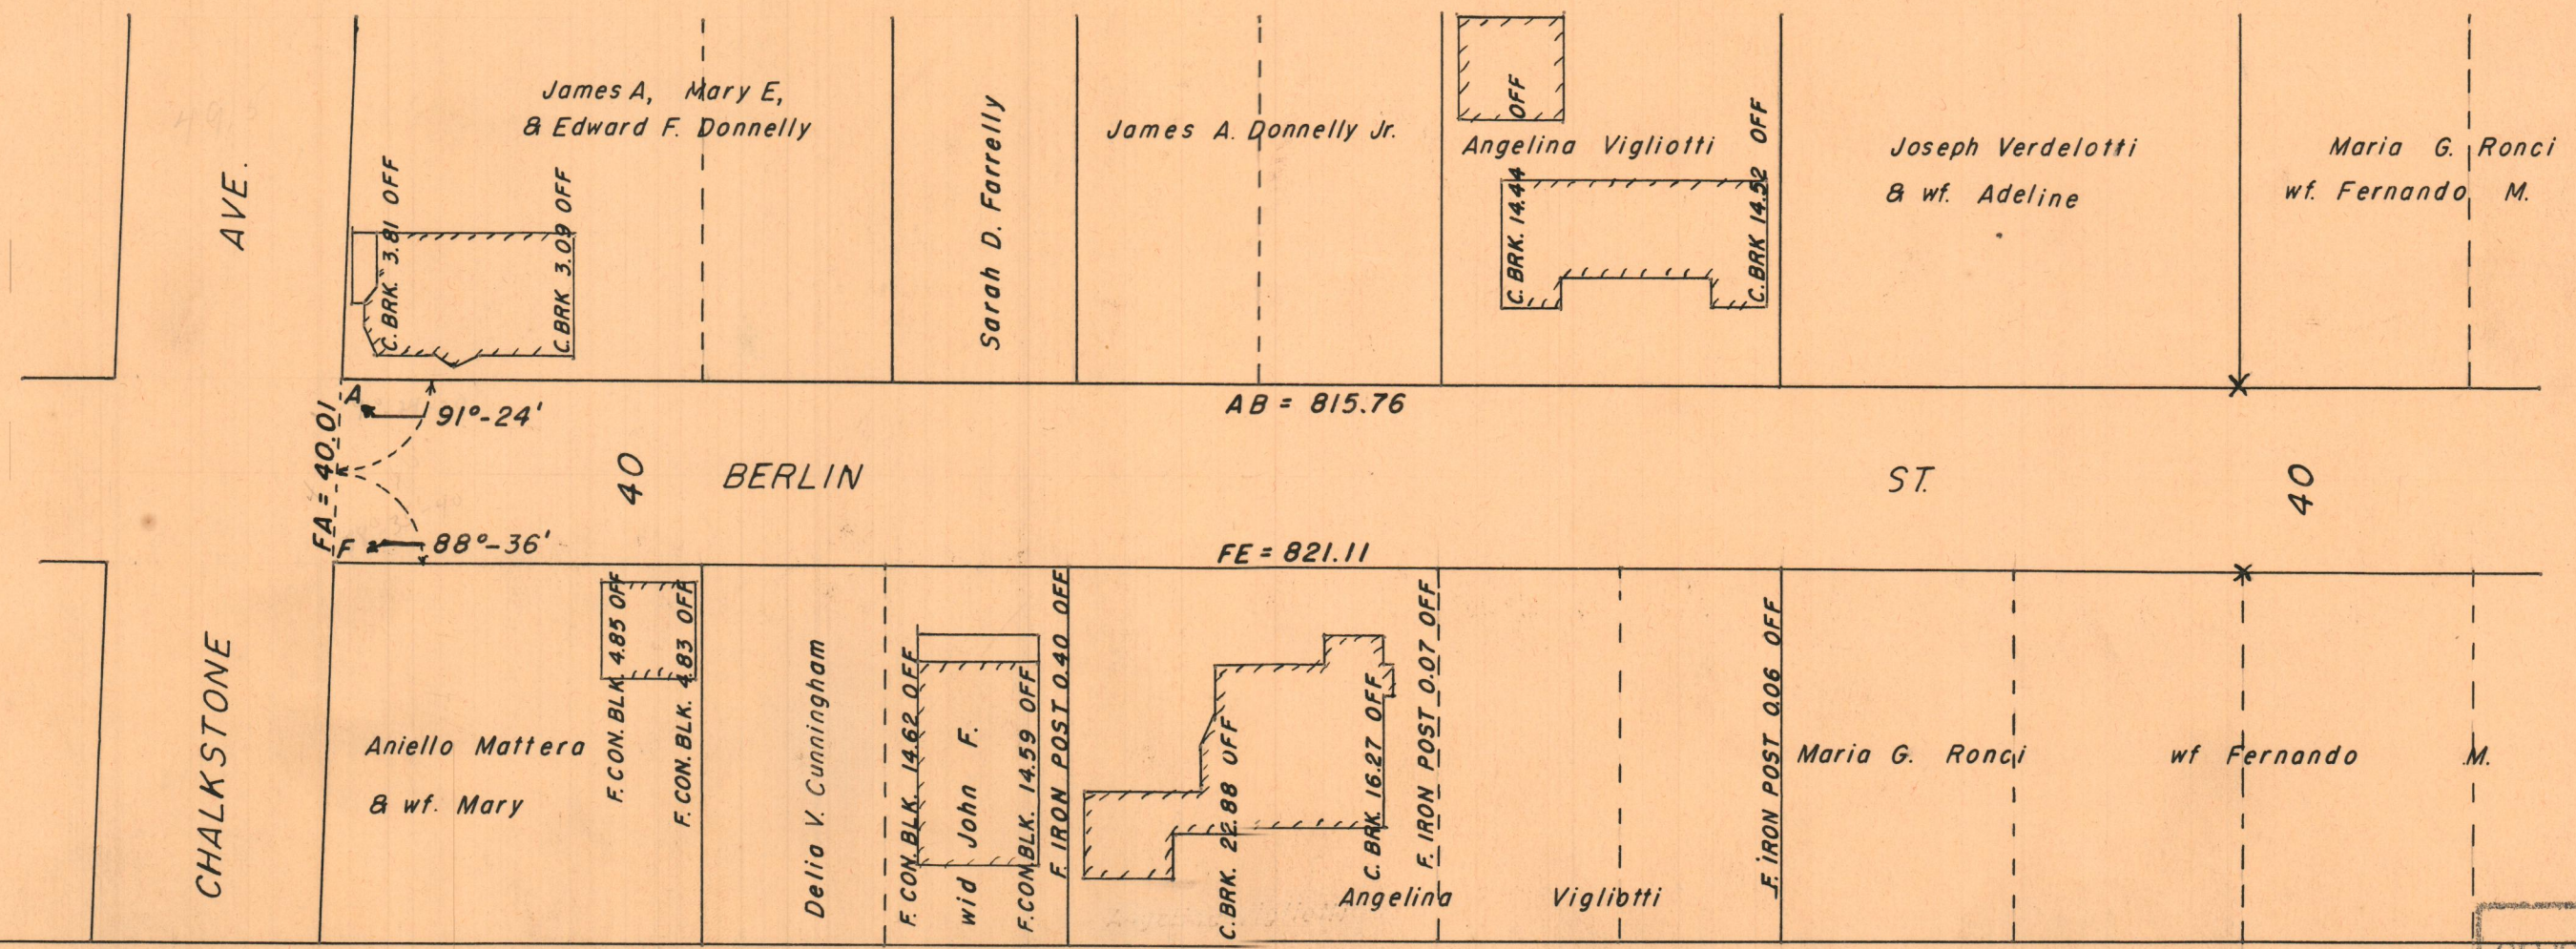 James A, Mary E,
& Edward F. Donnelly
C. BRK. 3.81 OFF
C. BRK 3.09 OFF
Sarah D. Farrelly
James A. Donnelly Jr.
OFF
Angelina Vigliotti
C. BRK. 14.44
C. BRK 14.52 OFF
Joseph Verdelotti
& wf. Adeline
Maria G. Ronci
wf. Fernando M.
AVE.
A
91°-24'
AB = 815.76
FA = 40.01
40
BERLIN
ST.
40
F
88°-36'
FE = 821.11
CHALKSTONE
Aniello Mattera
& wf. Mary
F. CON. BLK. 4.85 OFF
F. CON. BLK. 4.83 OFF
Delia V. Cunningham
F. CON. BLK. 14.62 OFF
wid John F.
F. CON. BLK. 14.59 OFF
F. IRON POST 0.40 OFF
C. BRK. 22.88 OFF
C. BRK 16.27 OFF
F. IRON POST 0.07 OFF
Angelina Vigliotti
F. IRON POST 0.06 OFF
Maria G. Ronci wf Fernando M.